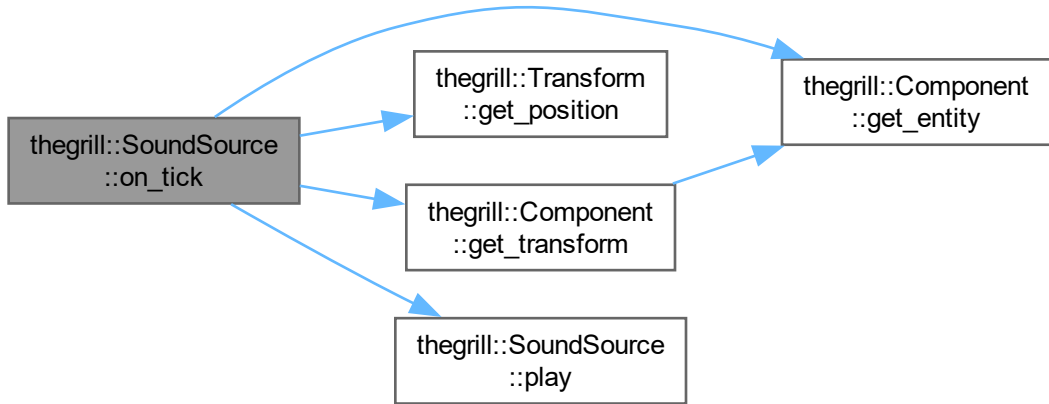 thegrill::SoundSource
::on_tick
thegrill::Transform
::get_position
thegrill::Component
::get_transform
thegrill::SoundSource
::play
thegrill::Component
::get_entity